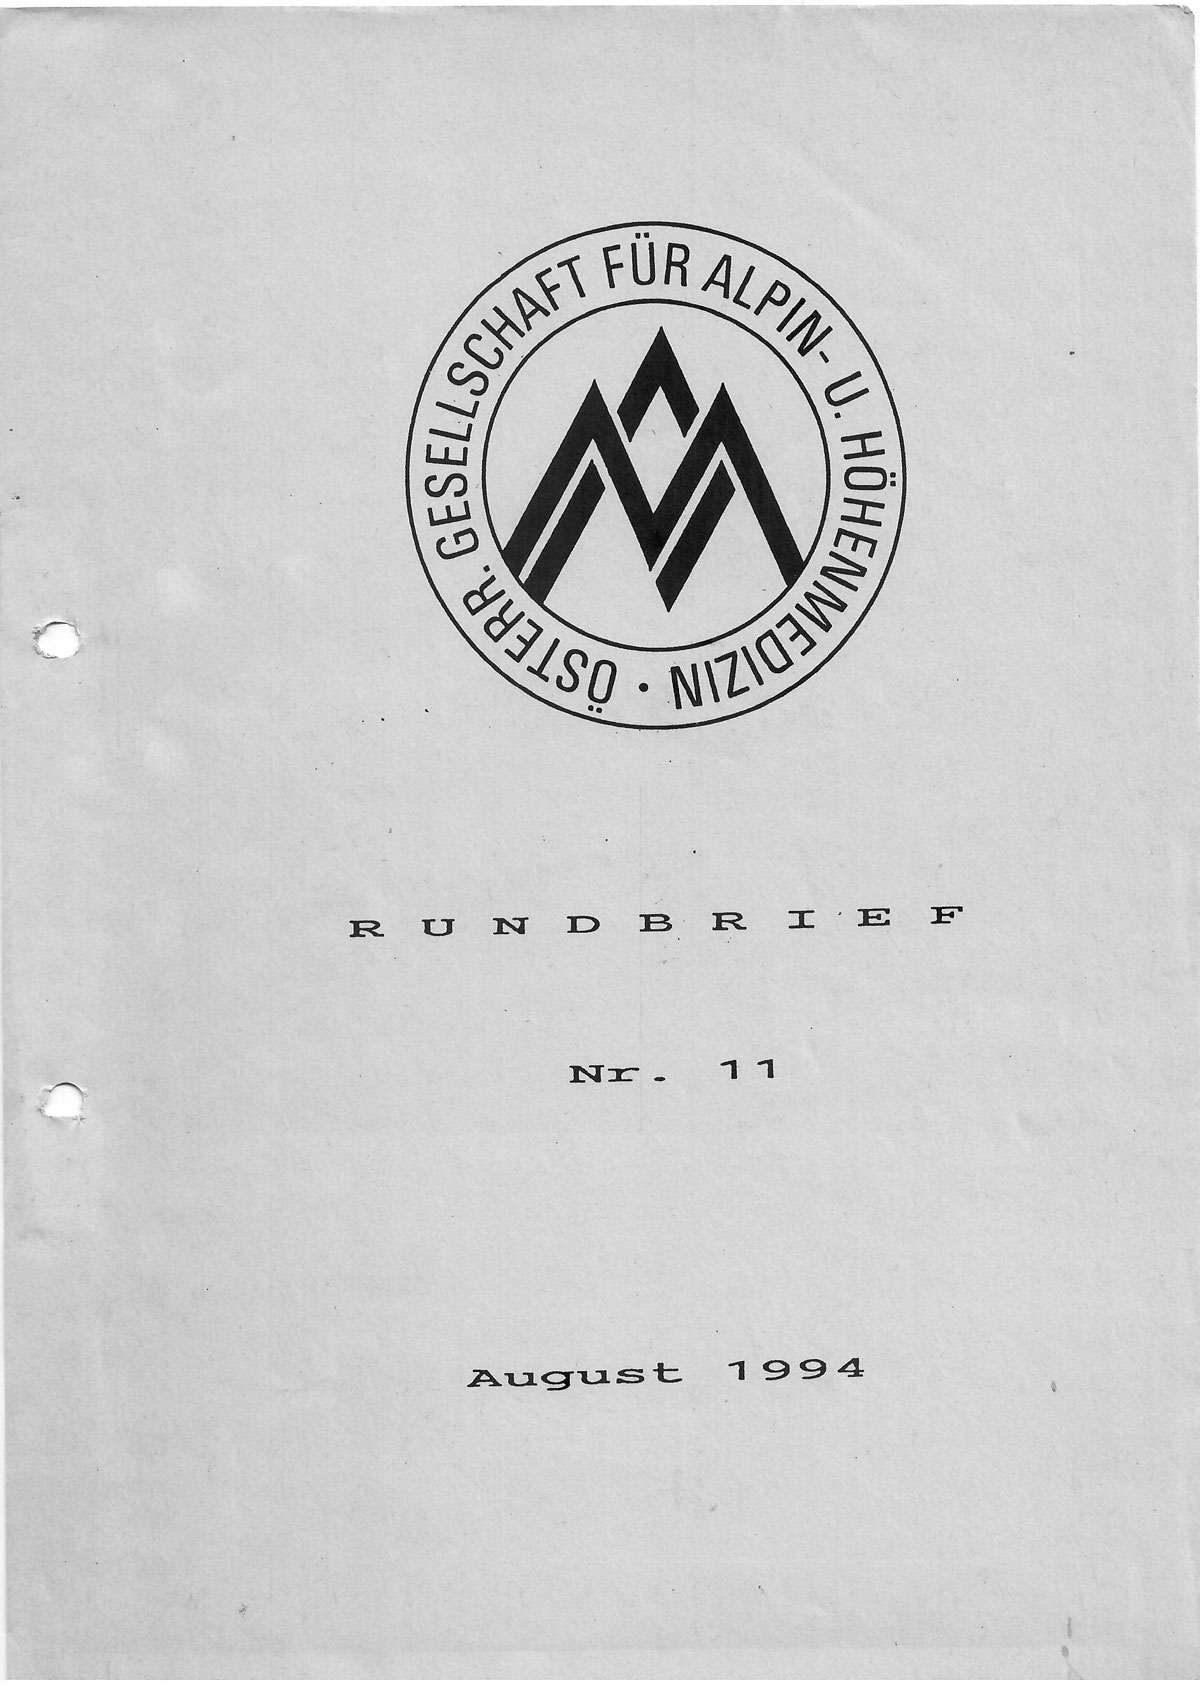 ÖSTERR. GESELLSCHAFT FÜR ALPIN- U. HÖHENMEDIZIN ·
R U N D B R I E F
Nr. 11
August 1994